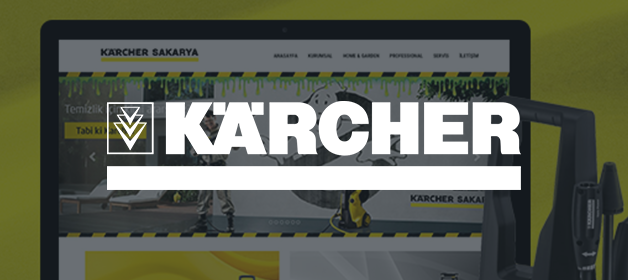 KÄRCHER SAKARYA
ANASAYFA KURUMSAL HOME & GARDEN PROFESSIONAL SERVİS İLETİŞİM
Temizlik
Tabi ki
KÄRCHER
KÄRCHER SAKARYA